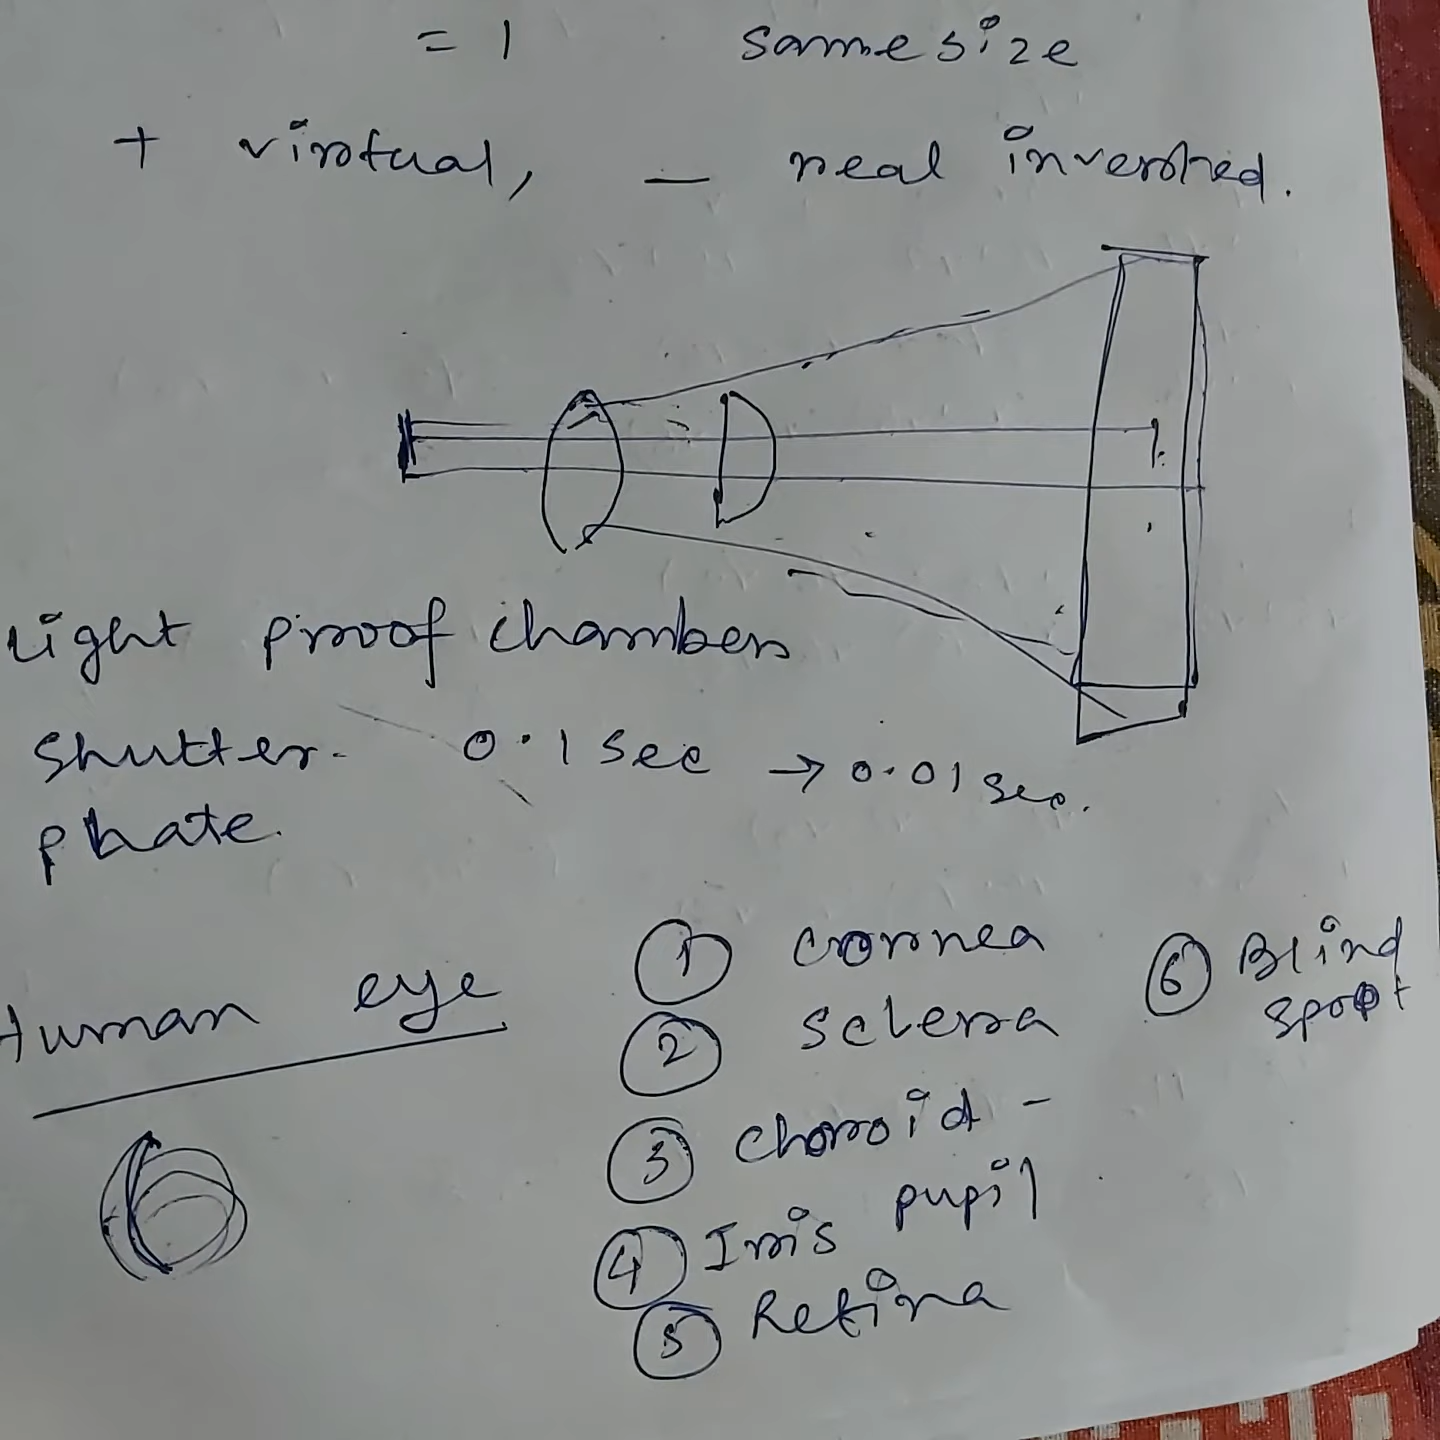 = 1 same size
+ virtual, - real inverted.
Light proof chamber
shutter - 0.1 sec → 0.01 sec.
phate.
Human eye
① cornea
② sclera
③ choroid -
④ Iris pupil
⑤ Retina
⑥ Blind
spot